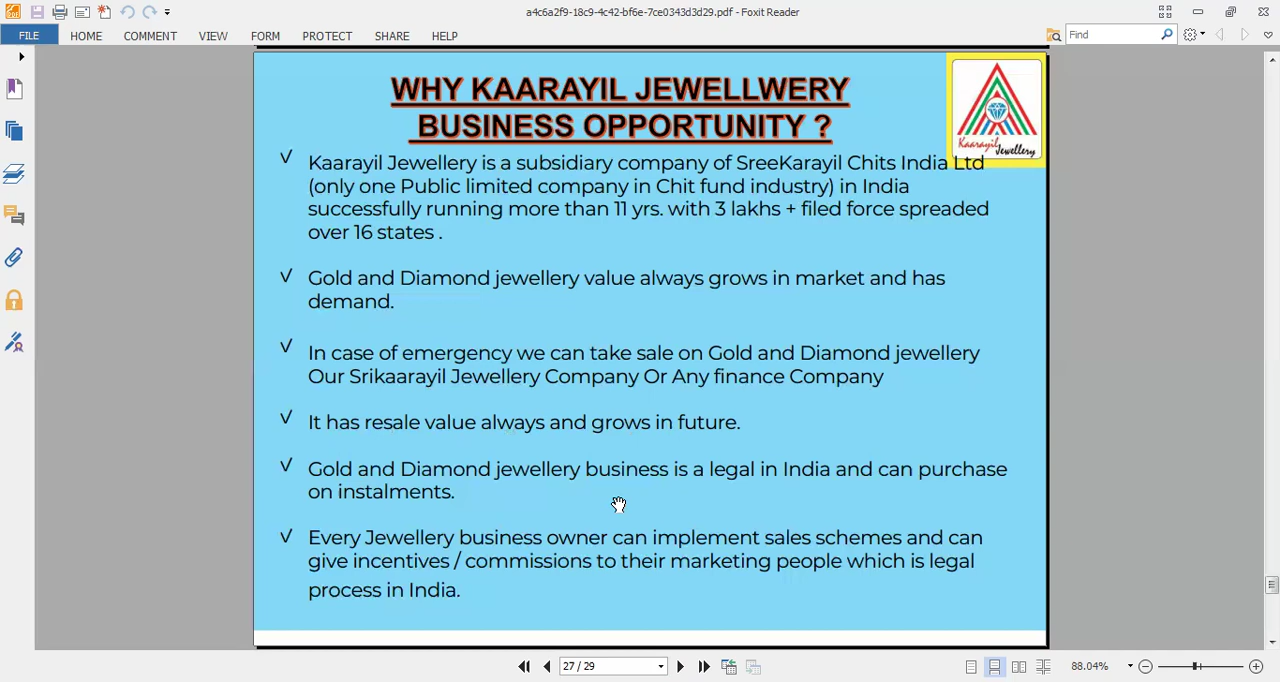 a4c6a2f9-18c9-4c42-bf6e-7ce0343d3d29.pdf - Foxit Reader
FILE HOME COMMENT VIEW FORM PROTECT SHARE HELP Find
WHY KAARAYIL JEWELLWERY
BUSINESS OPPORTUNITY ?
Kaarayil Jewellery
√ Kaarayil Jewellery is a subsidiary company of SreeKarayil Chits India Ltd
(only one Public limited company in Chit fund industry) in India
successfully running more than 11 yrs. with 3 lakhs + filed force spreaded
over 16 states .
√ Gold and Diamond jewellery value always grows in market and has
demand.
√ In case of emergency we can take sale on Gold and Diamond jewellery
Our Srikaarayil Jewellery Company Or Any finance Company
√ It has resale value always and grows in future.
√ Gold and Diamond jewellery business is a legal in India and can purchase
on instalments.
√ Every Jewellery business owner can implement sales schemes and can
give incentives / commissions to their marketing people which is legal
process in India.
27 / 29 88.04%